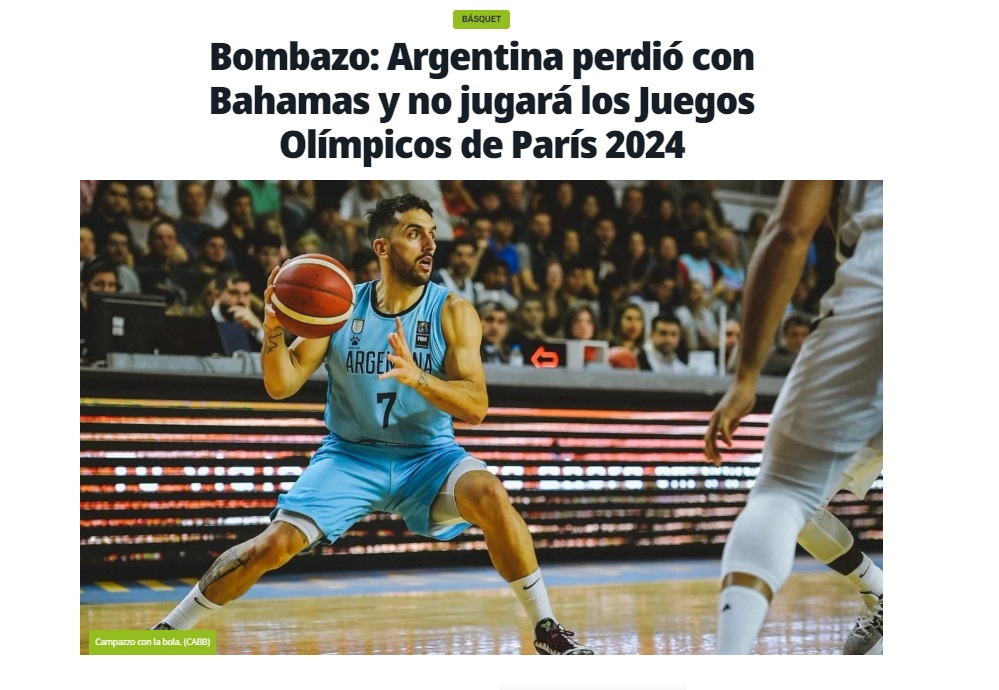 BÁSQUET
Bombazo: Argentina perdió con
Bahamas y no jugará los Juegos
Olímpicos de París 2024
ARGENTINA
7
Campazzo con la bola. (CABB)